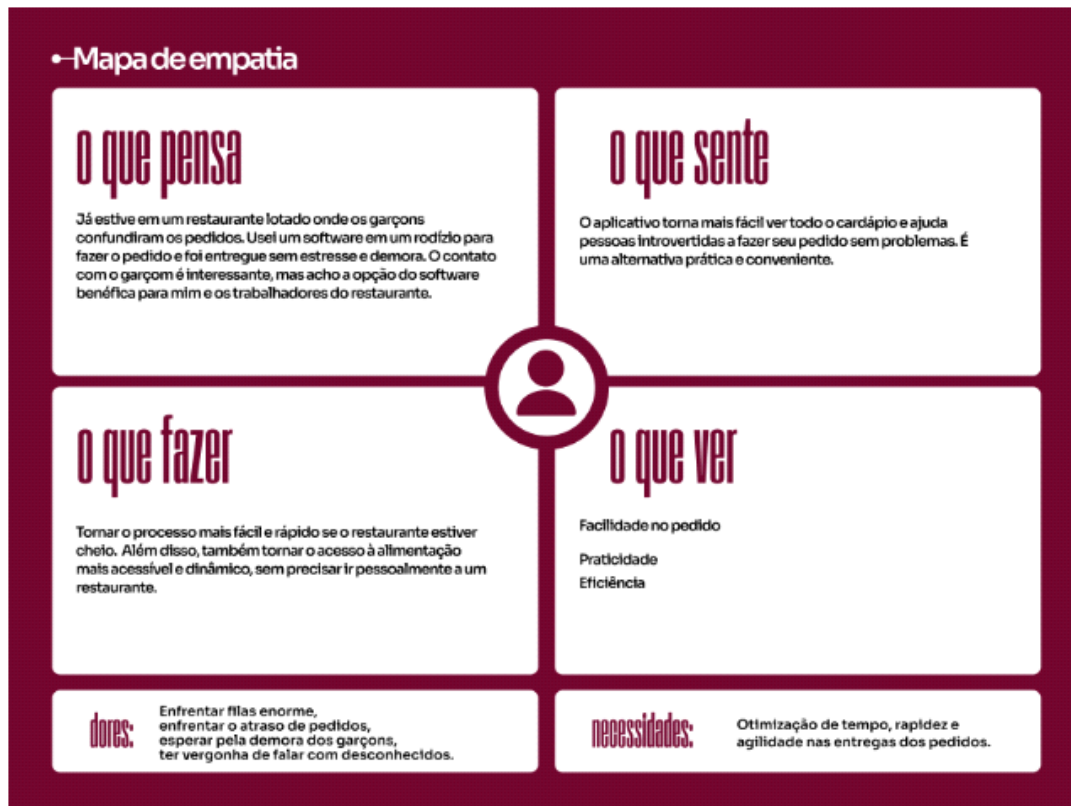 Mapa de empatia
o que pensa
Já estive em um restaurante lotado onde os garçons
confundiram os pedidos. Usei um software em um rodízio para
fazer o pedido e foi entregue sem estresse e demora. O contato
com o garçom é interessante, mas acho a opção do software
benéfica para mim e os trabalhadores do restaurante.
o que sente
O aplicativo torna mais fácil ver todo o cardápio e ajuda
pessoas introvertidas a fazer seu pedido sem problemas. É
uma alternativa prática e conveniente.
o que fazer
Tornar o processo mais fácil e rápido se o restaurante estiver
cheio. Além disso, também tornar o acesso à alimentação
mais acessível e dinâmico, sem precisar ir pessoalmente a um
restaurante.
o que ver
Facilidade no pedido
Praticidade
Eficiência
dores:
Enfrentar filas enorme,
enfrentar o atraso de pedidos,
esperar pela demora dos garçons,
ter vergonha de falar com desconhecidos.
necessidades:
Otimização de tempo, rapidez e
agilidade nas entregas dos pedidos.